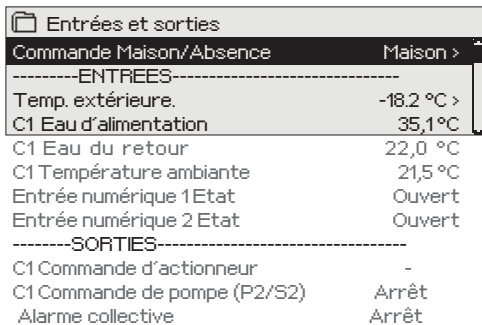 Entrées et sorties
Commande Maison/Absence Maison >
---------ENTREES--------------------------------
Temp. extérieure. -18.2 °C >
C1 Eau d´alimentation 35,1°C
C1 Eau du retour 22,0 °C
C1 Température ambiante 21,5 °C
Entrée numérique 1 Etat Ouvert
Entrée numérique 2 Etat Ouvert
--------SORTIES-----------------------------------
C1 Commande d´actionneur -
C1 Commande de pompe (P2/S2) Arrêt
Alarme collective Arrêt